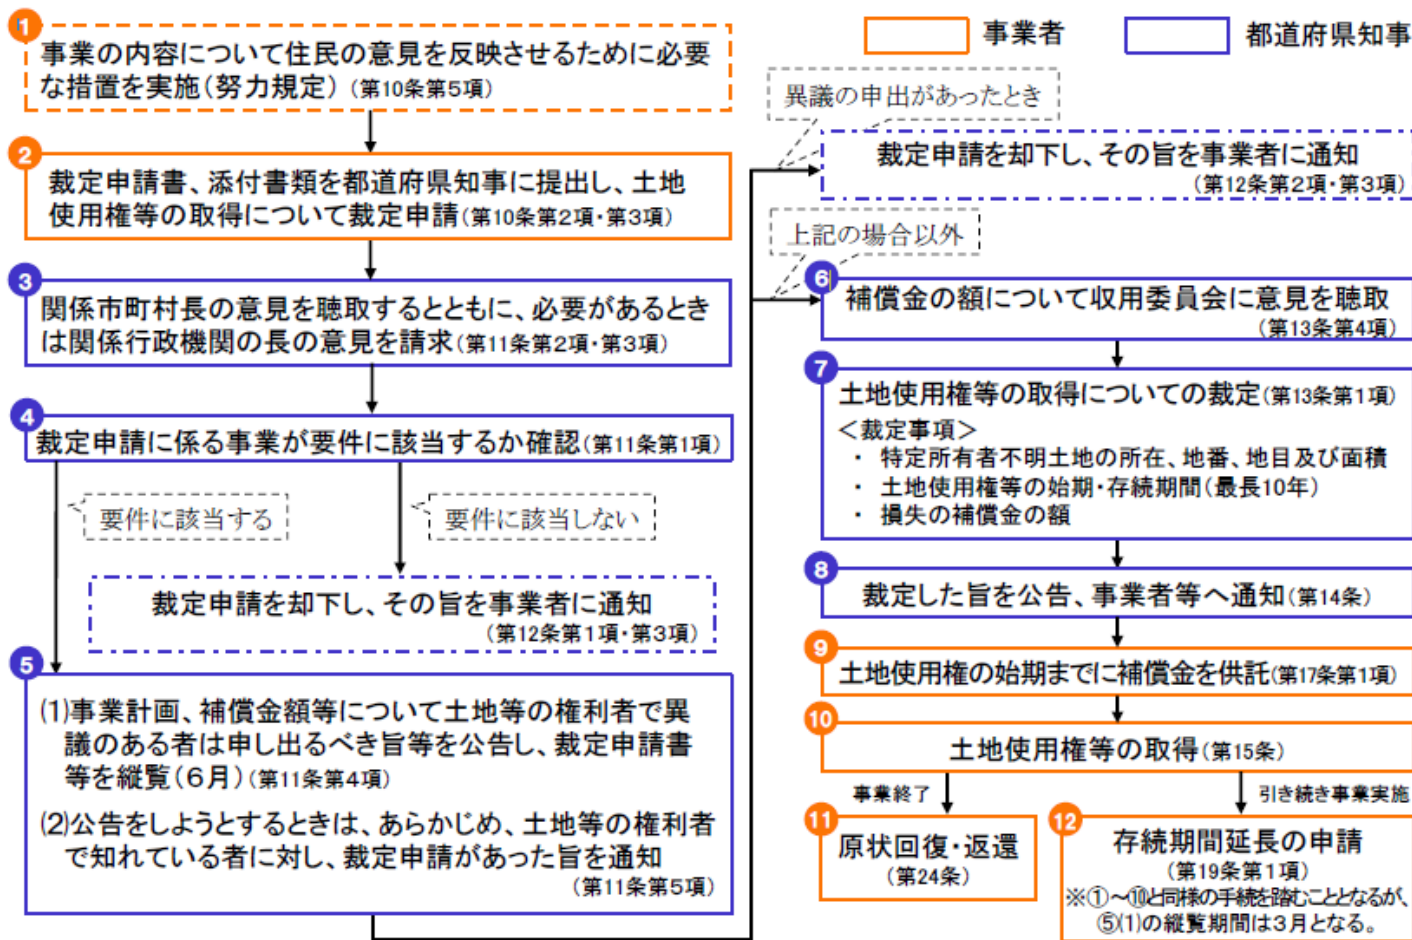 1
事業の内容について住民の意見を反映させるために必要
な措置を実施(努力規定) (第10条第5項)
2
裁定申請書、添付書類を都道府県知事に提出し、土地
使用権等の取得について裁定申請(第10条第2項・第3項)
3
関係市町村長の意見を聴取するとともに、必要があるとき
は関係行政機関の長の意見を請求(第11条第2項・第3項)
4
裁定申請に係る事業が要件に該当するか確認(第11条第1項)
要件に該当する
要件に該当しない
裁定申請を却下し、その旨を事業者に通知
(第12条第1項・第3項)
5
(1)事業計画、補償金額等について土地等の権利者で異
議のある者は申し出るべき旨等を公告し、裁定申請書
等を縦覧(6月) (第11条第4項)
(2)公告をしようとするときは、あらかじめ、土地等の権利者
で知れている者に対し、裁定申請があった旨を通知
(第11条第5項)
事業者
都道府県知事
異議の申出があったとき
裁定申請を却下し、その旨を事業者に通知
(第12条第2項・第3項)
上記の場合以外
6
補償金の額について収用委員会に意見を聴取
(第13条第4項)
7
土地使用権等の取得についての裁定(第13条第1項)
<裁定事項>
・ 特定所有者不明土地の所在、地番、地目及び面積
・ 土地使用権等の始期・存続期間(最長10年)
・ 損失の補償金の額
8
裁定した旨を公告、事業者等へ通知(第14条)
9
土地使用権の始期までに補償金を供託(第17条第1項)
10
土地使用権等の取得(第15条)
事業終了
引き続き事業実施
11
原状回復・返還
(第24条)
12
存続期間延長の申請
(第19条第1項)
※①~⑩と同様の手続を踏むこととなるが、
⑤(1)の縦覧期間は3月となる。